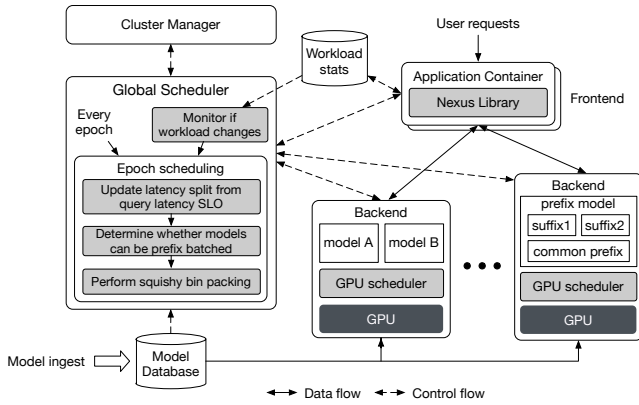 Cluster Manager
User requests
Workload
stats
Application Container
Nexus Library
Frontend
Global Scheduler
Every
epoch
Monitor if
workload changes
Epoch scheduling
Update latency split from
query latency SLO
Determine whether models
can be prefix batched
Perform squishy bin packing
Backend
model A
model B
GPU scheduler
GPU
Backend
prefix model
suffix1
suffix2
common prefix
GPU scheduler
GPU
Model ingest
Model
Database
Data flow
Control flow